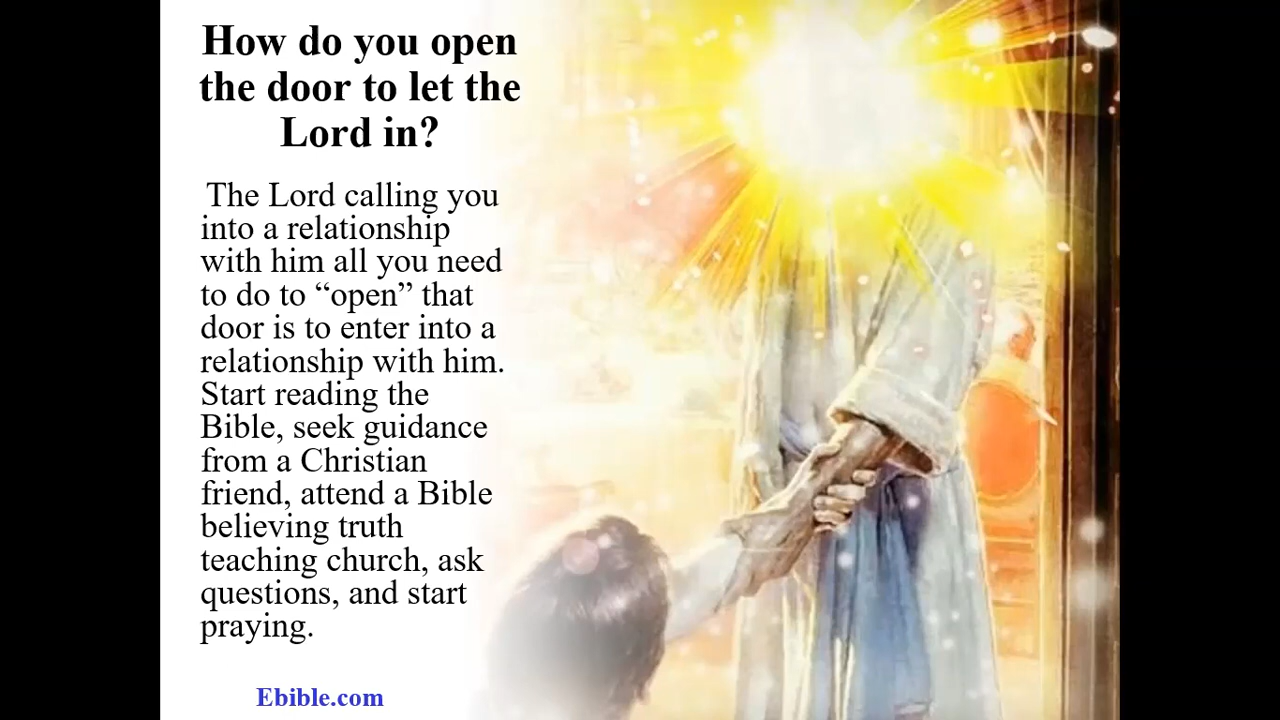 How do you open
the door to let the
Lord in?
The Lord calling you
into a relationship
with him all you need
to do to “open” that
door is to enter into a
relationship with him.
Start reading the
Bible, seek guidance
from a Christian
friend, attend a Bible
believing truth
teaching church, ask
questions, and start
praying.
Ebible.com